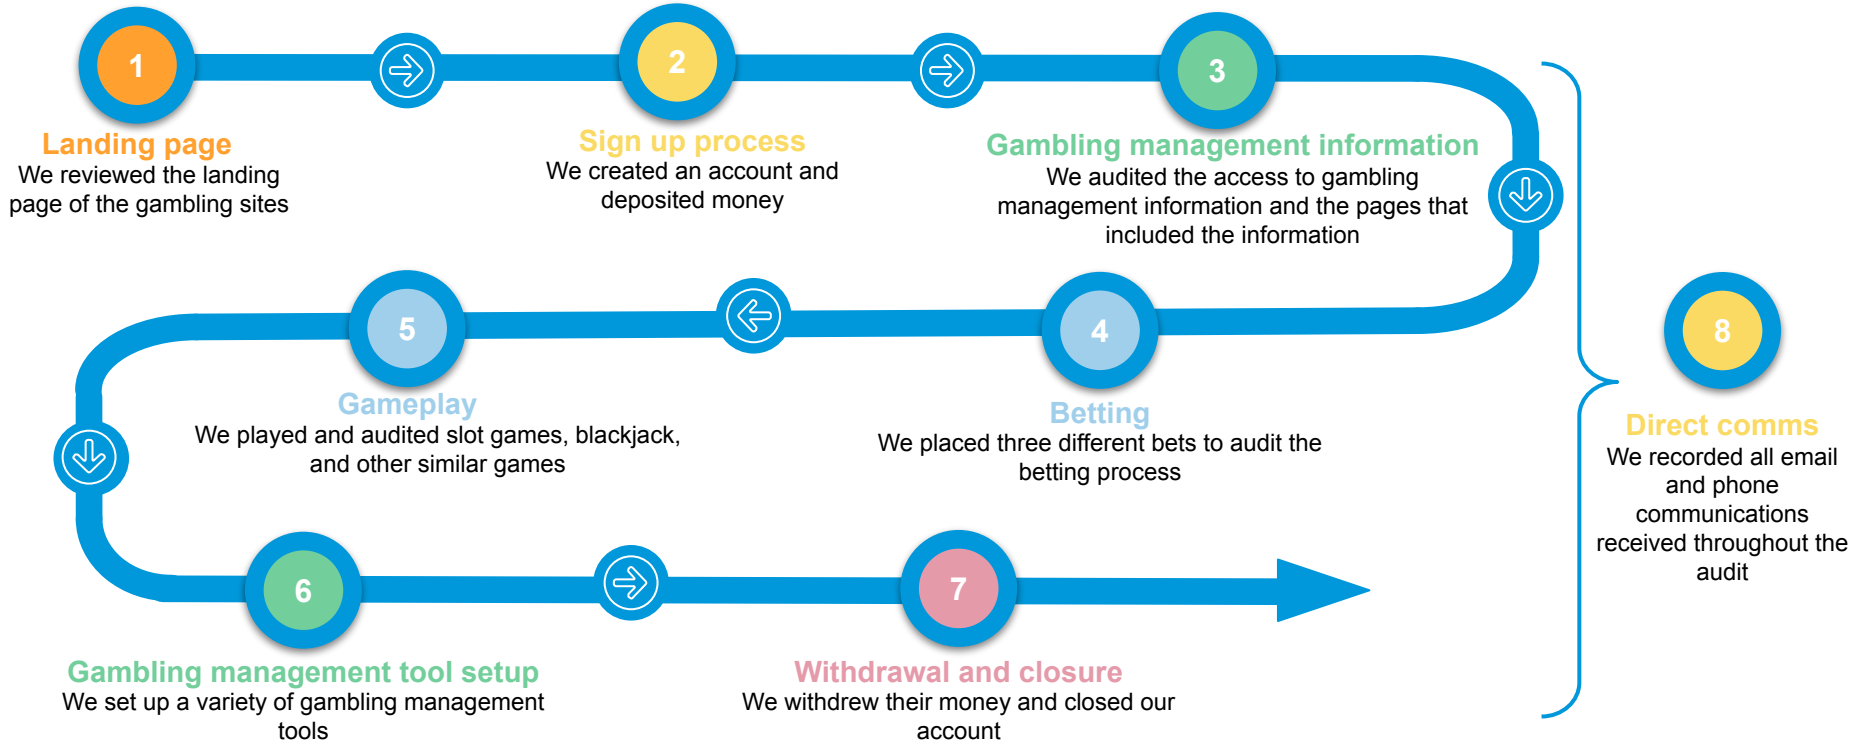 1
Landing page
We reviewed the landing
page of the gambling sites
2
Sign up process
We created an account and
deposited money
3
Gambling management information
We audited the access to gambling
management information and the pages that
included the information
4
Betting
We placed three different bets to audit the
betting process
5
Gameplay
We played and audited slot games, blackjack,
and other similar games
6
Gambling management tool setup
We set up a variety of gambling management
tools
7
Withdrawal and closure
We withdrew their money and closed our
account
8
Direct comms
We recorded all email
and phone
communications
received throughout the
audit